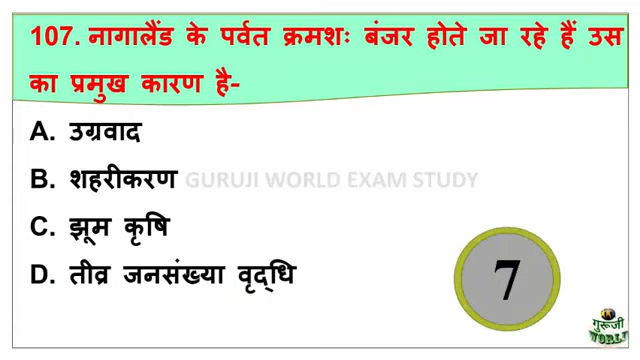 107. नागालैंड के पर्वत क्रमशः बंजर होते जा रहे हैं उस
का प्रमुख कारण है-
A. उग्रवाद
B. शहरीकरण
GURUJI WORLD EXAM STUDY
C. झूम कृषि
D. तीव्र जनसंख्या वृद्धि
7
गुरूजी
WORLD